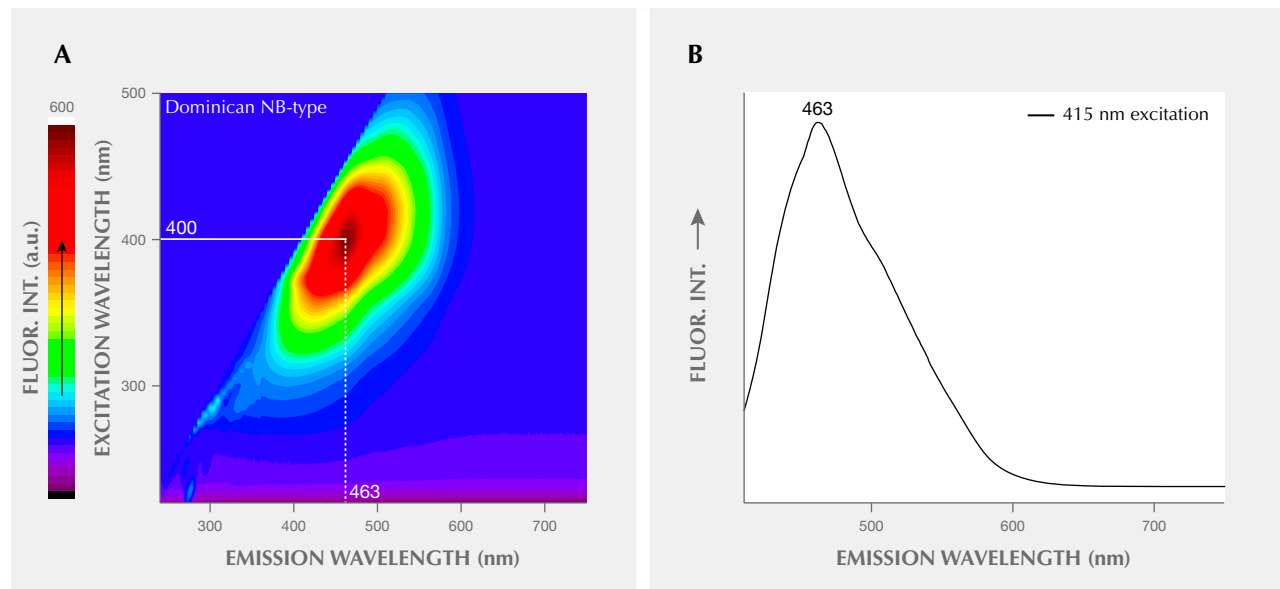 A
600
FLUOR. INT. (a.u.)
EXCITATION WAVELENGTH (nm)
500
400
300
Dominican NB-type
400
463
300 400 500 600 700
EMISSION WAVELENGTH (nm)
B
463
415 nm excitation
FLUOR. INT.
500 600 700
EMISSION WAVELENGTH (nm)